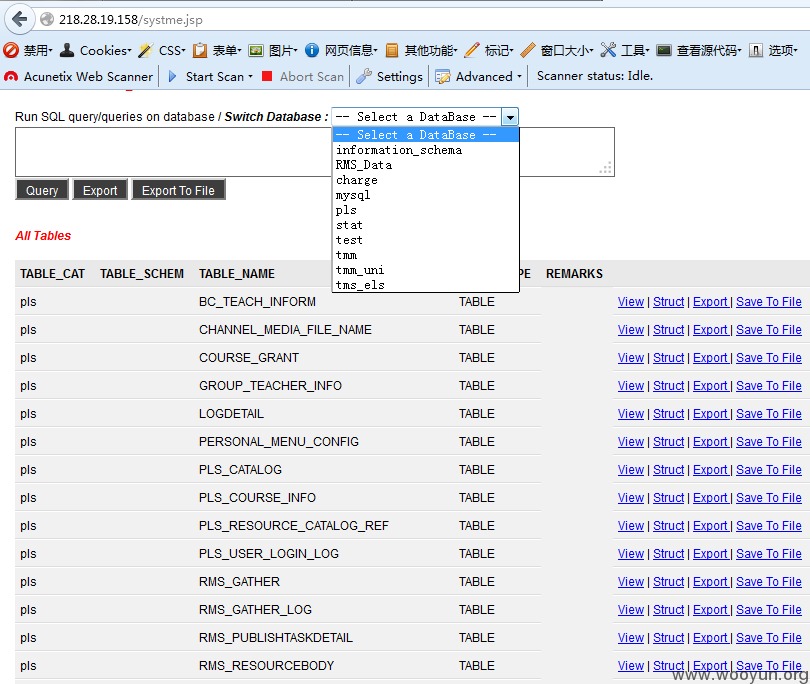 218.28.19.158/systme.jsp
禁用▾ Cookies▾ CSS▾ 表单▾ 图片▾ 网页信息▾ 其他功能▾ 标记▾ 窗口大小▾ 工具▾ 查看源代码▾ 选项▾
Acunetix Web Scanner Start Scan ▾ Abort Scan Settings Advanced ▾ Scanner status: Idle.
Run SQL query/queries on database / Switch Database : -- Select a DataBase --
-- Select a DataBase --
information_schema
RMS_Data
charge
mysql
pls
stat
test
tmm
tmm_uni
tms_els
Query Export Export To File
All Tables
TABLE_CAT TABLE_SCHEM TABLE_NAME PE REMARKS
pls BC_TEACH_INFORM TABLE View | Struct | Export | Save To File
pls CHANNEL_MEDIA_FILE_NAME TABLE View | Struct | Export | Save To File
pls COURSE_GRANT TABLE View | Struct | Export | Save To File
pls GROUP_TEACHER_INFO TABLE View | Struct | Export | Save To File
pls LOGDETAIL TABLE View | Struct | Export | Save To File
pls PERSONAL_MENU_CONFIG TABLE View | Struct | Export | Save To File
pls PLS_CATALOG TABLE View | Struct | Export | Save To File
pls PLS_COURSE_INFO TABLE View | Struct | Export | Save To File
pls PLS_RESOURCE_CATALOG_REF TABLE View | Struct | Export | Save To File
pls PLS_USER_LOGIN_LOG TABLE View | Struct | Export | Save To File
pls RMS_GATHER TABLE View | Struct | Export | Save To File
pls RMS_GATHER_LOG TABLE View | Struct | Export | Save To File
pls RMS_PUBLISHTASKDETAIL TABLE View | Struct | Export | Save To File
pls RMS_RESOURCEBODY TABLE View | Struct | Export | Save To File
www.wooyun.org